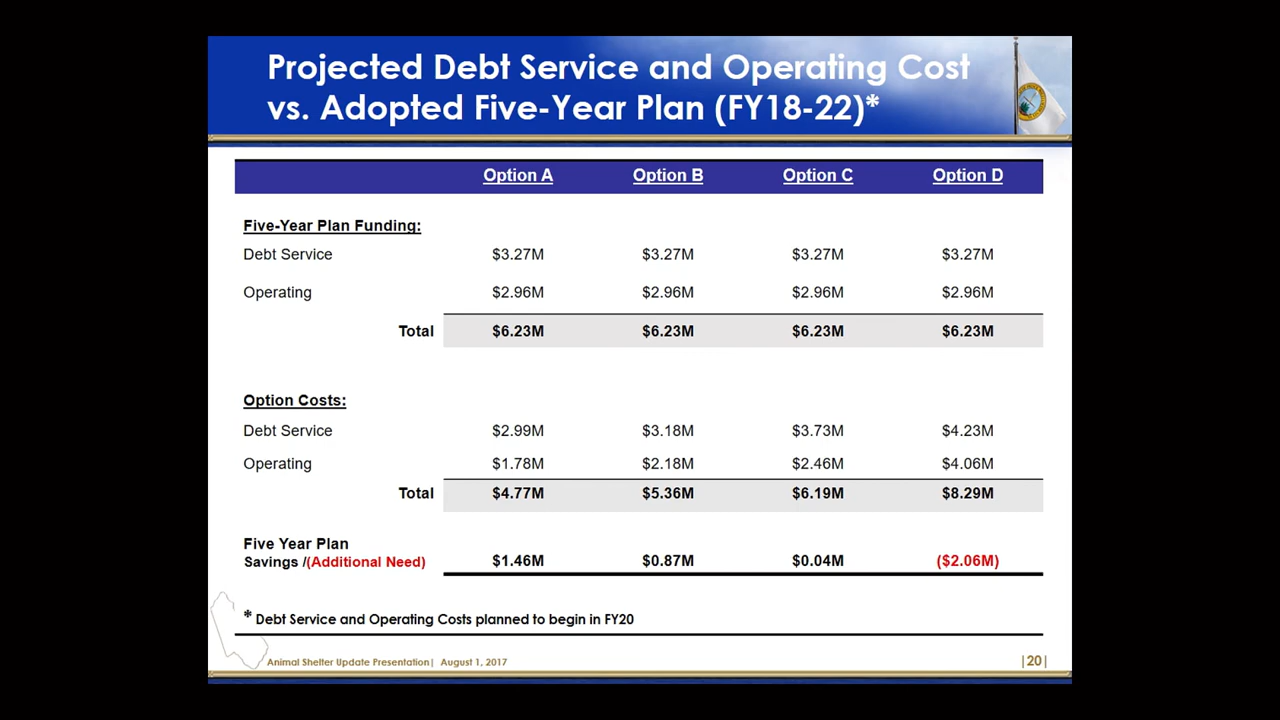 Projected Debt Service and Operating Cost
vs. Adopted Five-Year Plan (FY18-22)*
Option A Option B Option C Option D
Five-Year Plan Funding:
Debt Service $3.27M $3.27M $3.27M $3.27M
Operating $2.96M $2.96M $2.96M $2.96M
Total $6.23M $6.23M $6.23M $6.23M
Option Costs:
Debt Service $2.99M $3.18M $3.73M $4.23M
Operating $1.78M $2.18M $2.46M $4.06M
Total $4.77M $5.36M $6.19M $8.29M
Five Year Plan
Savings /(Additional Need) $1.46M $0.87M $0.04M ($2.06M)
* Debt Service and Operating Costs planned to begin in FY20
Animal Shelter Update Presentation| August 1, 2017 |20|